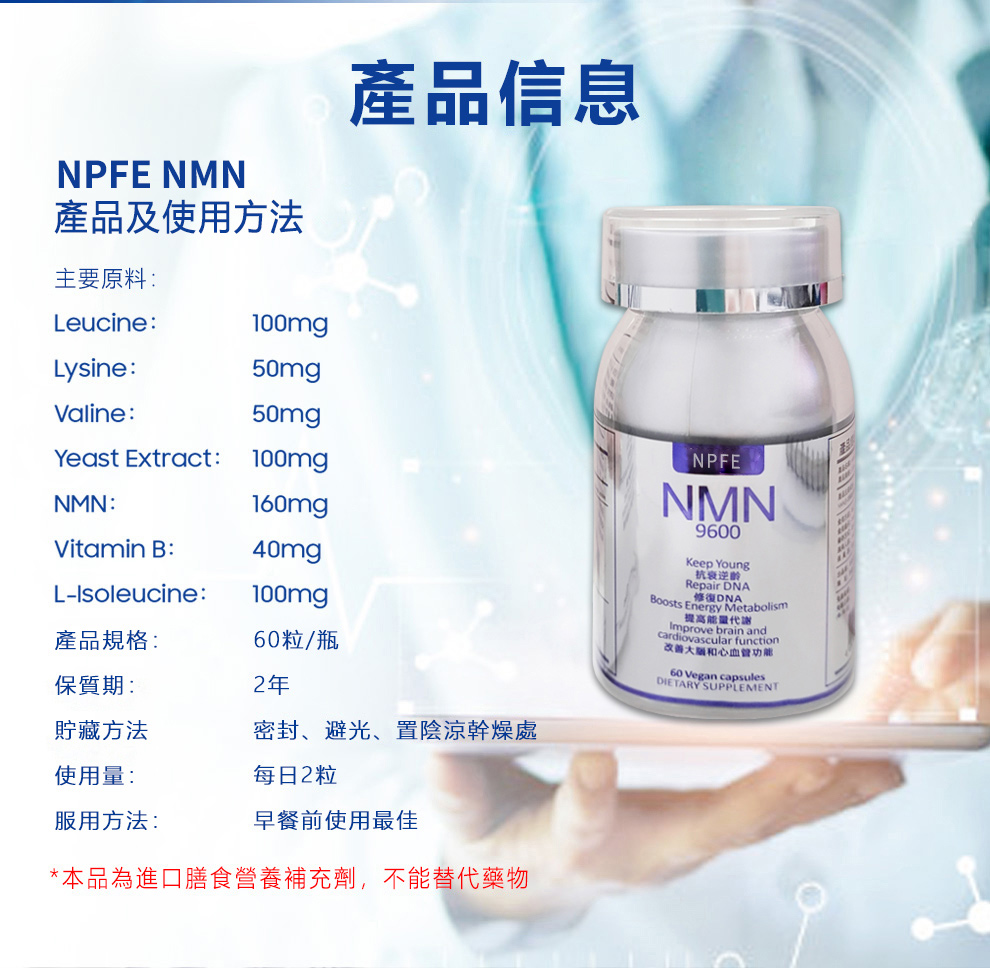 產品信息
NPFE NMN
產品及使用方法
主要原料：
Leucine： 100mg
Lysine： 50mg
Valine： 50mg
Yeast Extract： 100mg
NMN： 160mg
Vitamin B： 40mg
L-Isoleucine： 100mg
產品規格： 60粒/瓶
保質期： 2年
貯藏方法 密封、避光、置陰涼幹燥處
使用量： 每日2粒
服用方法： 早餐前使用最佳
*本品為進口膳食營養補充劑，不能替代藥物
NPFE
NMN
9600
Keep Young
抗衰逆齡
Repair DNA
修復DNA
Boosts Energy Metabolism
提高能量代謝
Improve brain and
cardiovascular function
改善大腦和心血管功能
60 Vegan capsules
DIETARY SUPPLEMENT